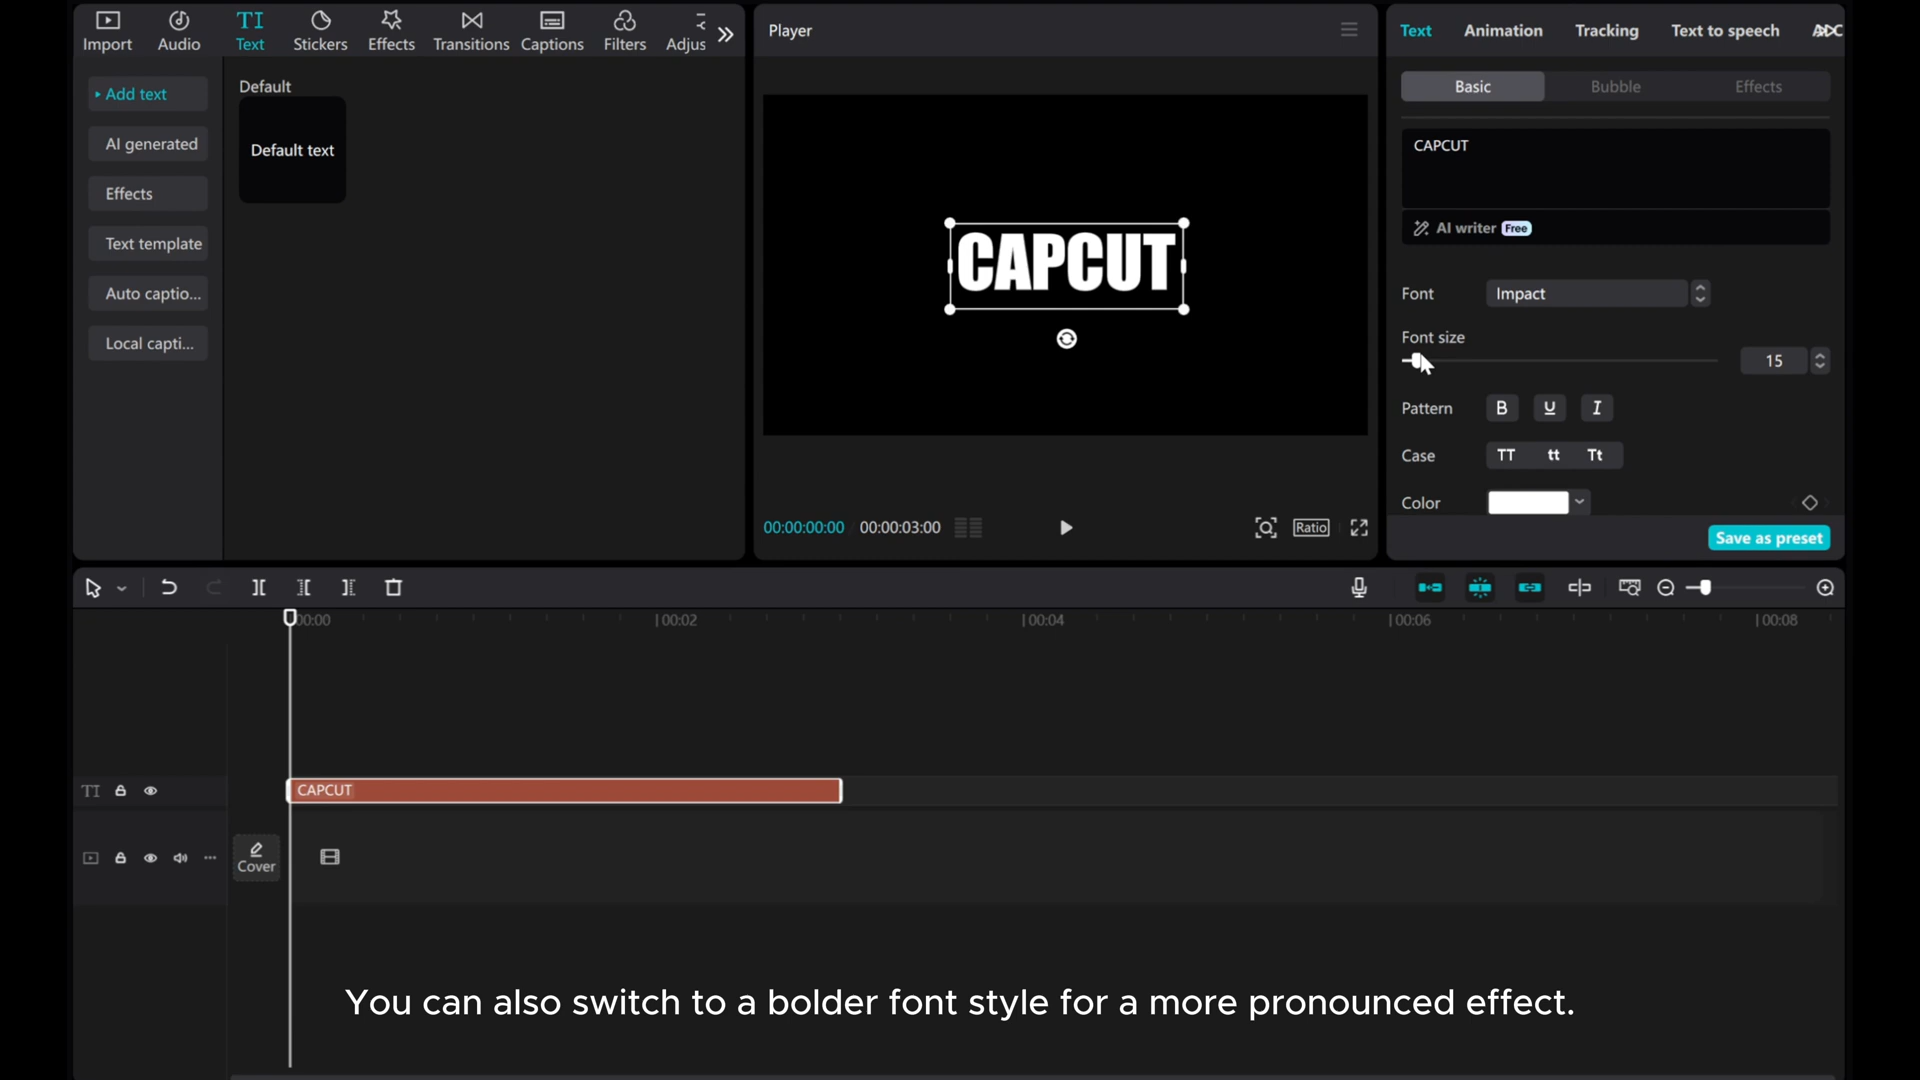 Import
Audio
TI
Text
Stickers
Effects
Transitions
Captions
Filters
Adjus
Add text
AI generated
Effects
Text template
Auto captio...
Local capti...
Default
Default text
Player
CAPCUT
00:00:00:00
00:00:03:00
Ratio
Text
Animation
Tracking
Text to speech
Basic
Bubble
Effects
CAPCUT
AI writer Free
Font
Impact
Font size
15
Pattern
B
U
I
Case
TT
tt
Tt
Color
Save as preset
00:00
00:02
00:04
00:06
00:08
TI
CAPCUT
Cover
You can also switch to a bolder font style for a more pronounced effect.